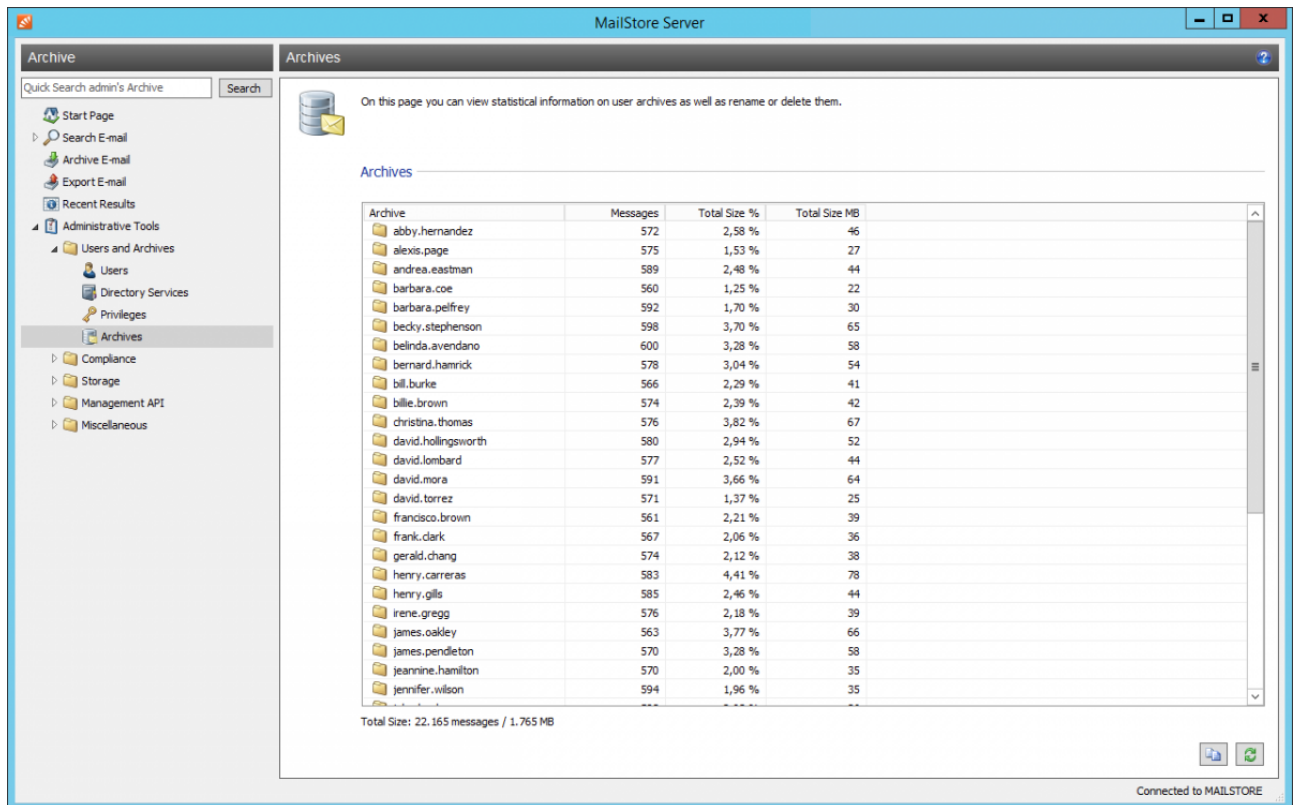 MailStore Server
Archive
Archives
Quick Search admin's Archive Search
Start Page
Search E-mail
Archive E-mail
Export E-mail
Recent Results
Administrative Tools
Users and Archives
Users
Directory Services
Privileges
Archives
Compliance
Storage
Management API
Miscellaneous
On this page you can view statistical information on user archives as well as rename or delete them.
Archives
Archive Messages Total Size % Total Size MB
abby.hernandez 572 2,58 % 46
alexis.page 575 1,53 % 27
andrea.eastman 589 2,48 % 44
barbara.coe 560 1,25 % 22
barbara.pelfrey 592 1,70 % 30
becky.stephenson 598 3,70 % 65
belinda.avendano 600 3,28 % 58
bernard.hamrick 578 3,04 % 54
bill.burke 566 2,29 % 41
billie.brown 574 2,39 % 42
christina.thomas 576 3,82 % 67
david.hollingsworth 580 2,94 % 52
david.lombard 577 2,52 % 44
david.mora 591 3,66 % 64
david.torrez 571 1,37 % 25
francisco.brown 561 2,21 % 39
frank.clark 567 2,06 % 36
gerald.chang 574 2,12 % 38
henry.carreras 583 4,41 % 78
henry.gills 585 2,46 % 44
irene.gregg 576 2,18 % 39
james.oakley 563 3,77 % 66
james.pendleton 570 3,28 % 58
jeannine.hamilton 570 2,00 % 35
jennifer.wilson 594 1,96 % 35
Total Size: 22.165 messages / 1.765 MB
Connected to MAILSTORE